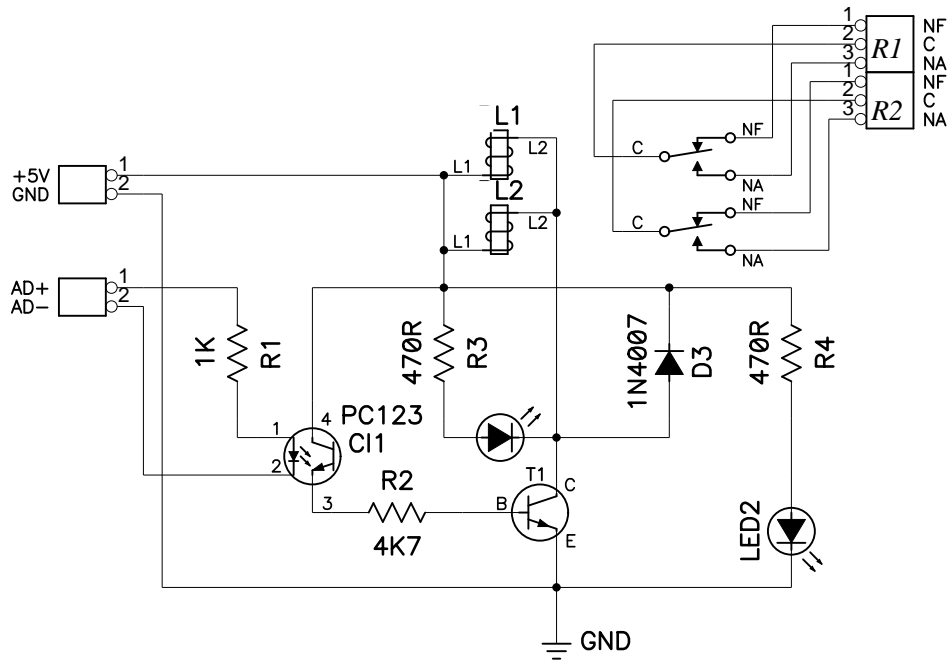 1 NF
2 C
3 NA
R1
1 NF
2 C
3 NA
R2
L1
L2
L1
L2
L2
L1
C
NF
NA
C
NF
NA
+5V 1
GND 2
AD+ 1
AD- 2
1K
R1
470R
R3
1N4007
D3
470R
R4
PC123
CI1
1
2
4
3
R2
4K7
T1
B
C
E
LED2
GND